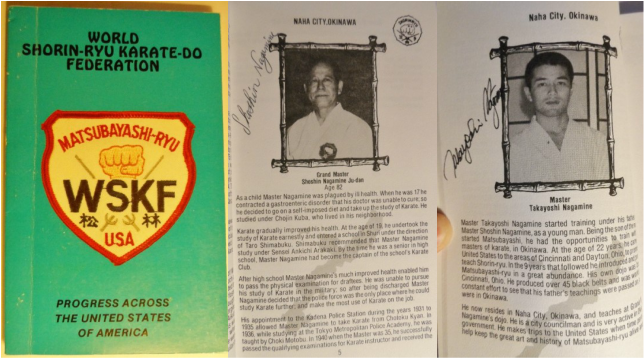 WORLD
SHORIN-RYU KARATE-DO
FEDERATION
MATSUBAYASHI-RYU
WSKF
松 林
USA
PROGRESS ACROSS
THE UNITED STATES
OF AMERICA
NAHA CITY, OKINAWA
Shoshin Nagamine
Grand Master
Shoshin Nagamine Ju-dan
Age 82
As a child Master Nagamine was plagued by ill health. When he was 17 he
contracted a gastroenteric disorder that his doctor was unable to cure, so
he decided to go on a self-imposed diet and take up the study of Karate. He
studied under Chojin Kuba, who lived in his neighborhood.
Karate gradually improved his health. At the age of 19, he undertook the
study of Karate earnestly and entered a school in Shuri under the direction
of Taro Shimabuku. Shimabuku recommended that Master Nagamine
study under Sensei Ankichi Arakaki, by the time he was a senior in high
school, Master Nagamine had become the captain of the school's Karate
Club.
After high school Master Nagamine's much improved health enabled him
to pass the physical examination for draftees. He was unable to pursue
his study of Karate in the military; so after being discharged Master
Nagamine decided that the police force was the only place where he could
study Karate further, and make the most use of Karate on the job.
His appointment to the Kadena Police Station during the years 1931 to
1935 allowed Master Nagamine to take Karate from Chotoku Kyan. In
1936, while studying at the Tokyo Metropolitan Police Academy, he was
taught by Choki Motobu. In 1940 when the Master was 35, he successfully
passed the qualifying examinations for Karate Instructor and received the
5
Naha City, Okinawa
Master
Takayoshi Nagamine
Master Takayoshi Nagamine started training under his father
Master Shoshin Nagamine, as a young man. Being the son of the
started Matsubayashi, he had the opportunities to train
masters of karate, in Okinawa. At the age of 22 years, he
United States to the areas of Cincinnati and Dayton, Ohio, to
teach Shorin-ryu. In the 9 years that followed he introduced and
Matsubayashi-ryu in a great abundance. His own dojo was
Cincinnati, Ohio. He produced over 45 black belts and was
constant effort to see that his father's teachings were passed
were in Okinawa.
He now resides in Naha City, Okinawa, and teaches at
Nagamine's dojo. He is a city councilman and is very active
government. He makes trips to the United States when time
help keep the great art and history of Matsubayashi-ryu